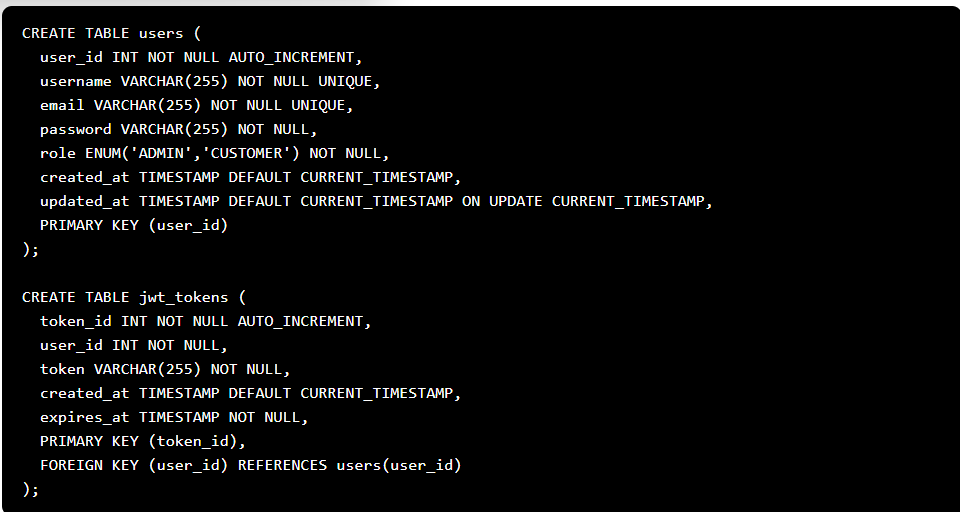 CREATE TABLE users (
  user_id INT NOT NULL AUTO_INCREMENT,
  username VARCHAR(255) NOT NULL UNIQUE,
  email VARCHAR(255) NOT NULL UNIQUE,
  password VARCHAR(255) NOT NULL,
  role ENUM('ADMIN','CUSTOMER') NOT NULL,
  created_at TIMESTAMP DEFAULT CURRENT_TIMESTAMP,
  updated_at TIMESTAMP DEFAULT CURRENT_TIMESTAMP ON UPDATE CURRENT_TIMESTAMP,
  PRIMARY KEY (user_id)
);

CREATE TABLE jwt_tokens (
  token_id INT NOT NULL AUTO_INCREMENT,
  user_id INT NOT NULL,
  token VARCHAR(255) NOT NULL,
  created_at TIMESTAMP DEFAULT CURRENT_TIMESTAMP,
  expires_at TIMESTAMP NOT NULL,
  PRIMARY KEY (token_id),
  FOREIGN KEY (user_id) REFERENCES users(user_id)
);